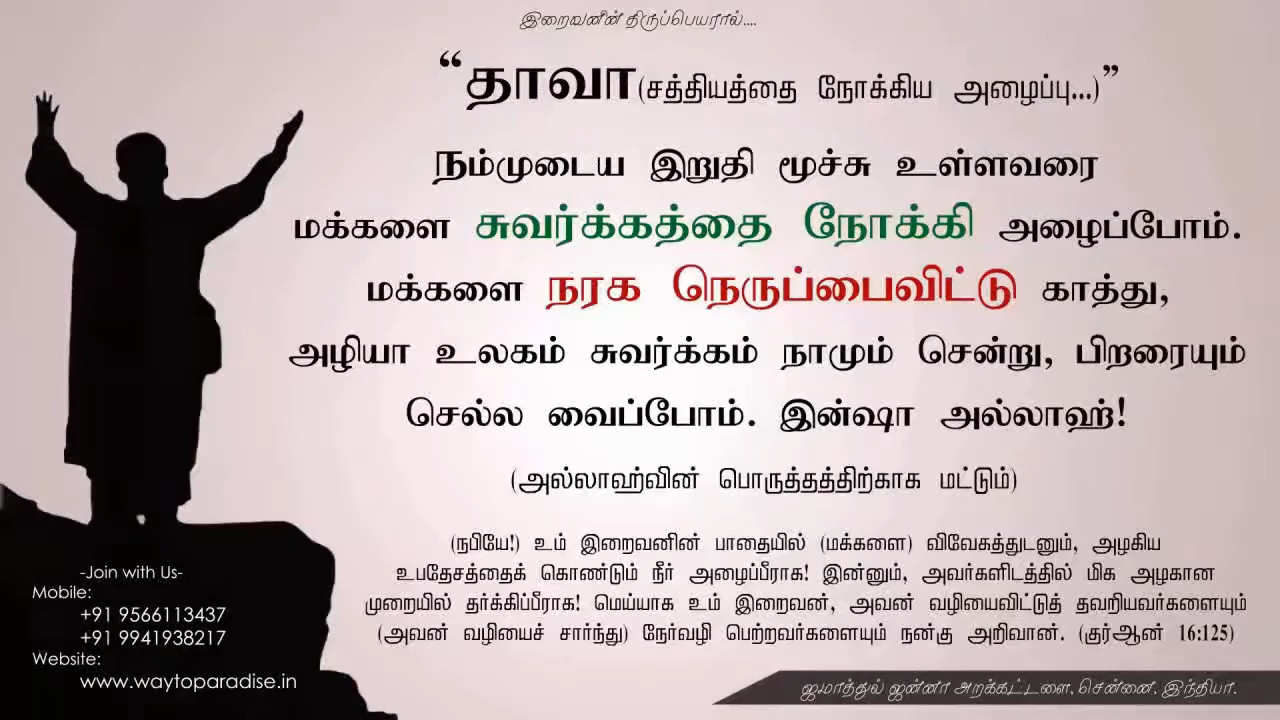 இறைவனின் திருப்பெயரால்....
“தாவா(சத்தியத்தை நோக்கிய அழைப்பு...)”
நம்முடைய இறுதி மூச்சு உள்ளவரை
மக்களை சுவர்க்கத்தை நோக்கி அழைப்போம்.
மக்களை நரக நெருப்பைவிட்டு காத்து,
அழியா உலகம் சுவர்க்கம் நாமும் சென்று, பிறரையும்
செல்ல வைப்போம். இன்ஷா அல்லாஹ்!
(அல்லாஹ்வின் பொருத்தத்திற்காக மட்டும்)
(நபியே!) உம் இறைவனின் பாதையில் (மக்களை) விவேகத்துடனும், அழகிய
உபதேசத்தைக் கொண்டும் நீர் அழைப்பீராக! இன்னும், அவர்களிடத்தில் மிக அழகான
முறையில் தர்க்கிப்பீராக! மெய்யாக உம் இறைவன், அவன் வழியைவிட்டுத் தவறியவர்களையும்
(அவன் வழியைச் சார்ந்து) நேர்வழி பெற்றவர்களையும் நன்கு அறிவான். (குர்ஆன் 16:125)
-Join with Us-
Mobile:
+91 9566113437
+91 9941938217
Website:
www.waytoparadise.in
ஜமாத்துல் ஜன்னா அறக்கட்டளை, சென்னை, இந்தியா.